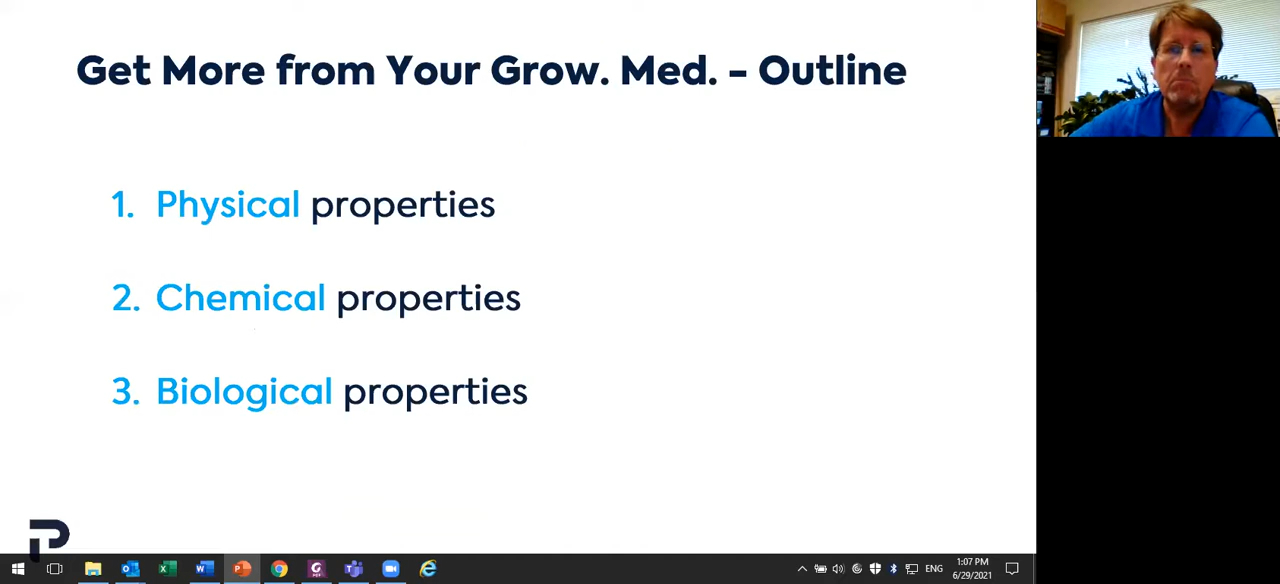 Get More from Your Grow. Med. - Outline
1. Physical properties
2. Chemical properties
3. Biological properties
ENG
1:07 PM
6/29/2021